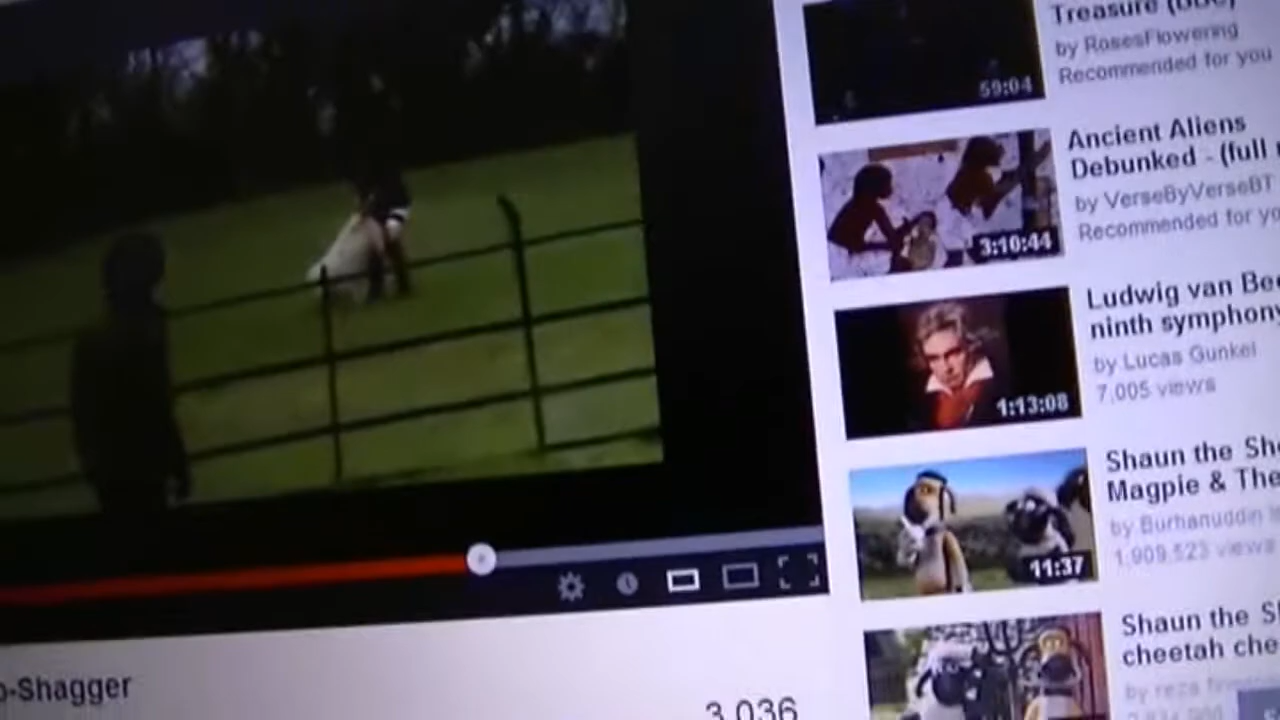 Treasure (BBC)
by RosesFlowering
Recommended for you
59:04
Ancient Aliens
Debunked - (full
by VerseByVerseBT
Recommended for yo
3:10:44
Ludwig van Bee
ninth symphony
by Lucas Gunkel
7,005 views
1:13:08
Shaun the She
Magpie & The
by Burhanuddin
1,909,523 views
11:37
Shaun the S
cheetah che
by reza
o-Shagger
3,036